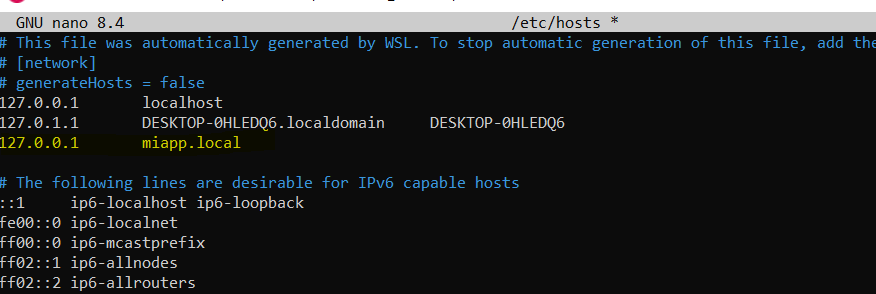 GNU nano 8.4 /etc/hosts *
# This file was automatically generated by WSL. To stop automatic generation of this file, add the
# [network]
# generateHosts = false
127.0.0.1 localhost
127.0.1.1 DESKTOP-0HLEDQ6.localdomain DESKTOP-0HLEDQ6
127.0.0.1 miapp.local
# The following lines are desirable for IPv6 capable hosts
::1 ip6-localhost ip6-loopback
fe00::0 ip6-localnet
ff00::0 ip6-mcastprefix
ff02::1 ip6-allnodes
ff02::2 ip6-allrouters